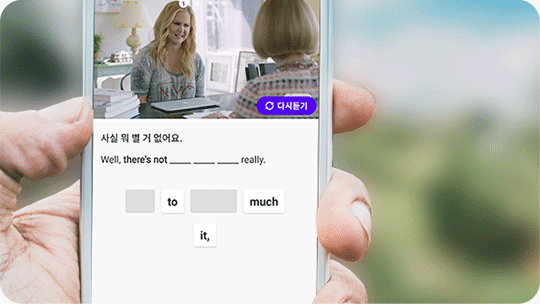 다시듣기
사실 뭐 별 거 없어요.
Well, there's not ____ ____ ____ really.
to much
it,